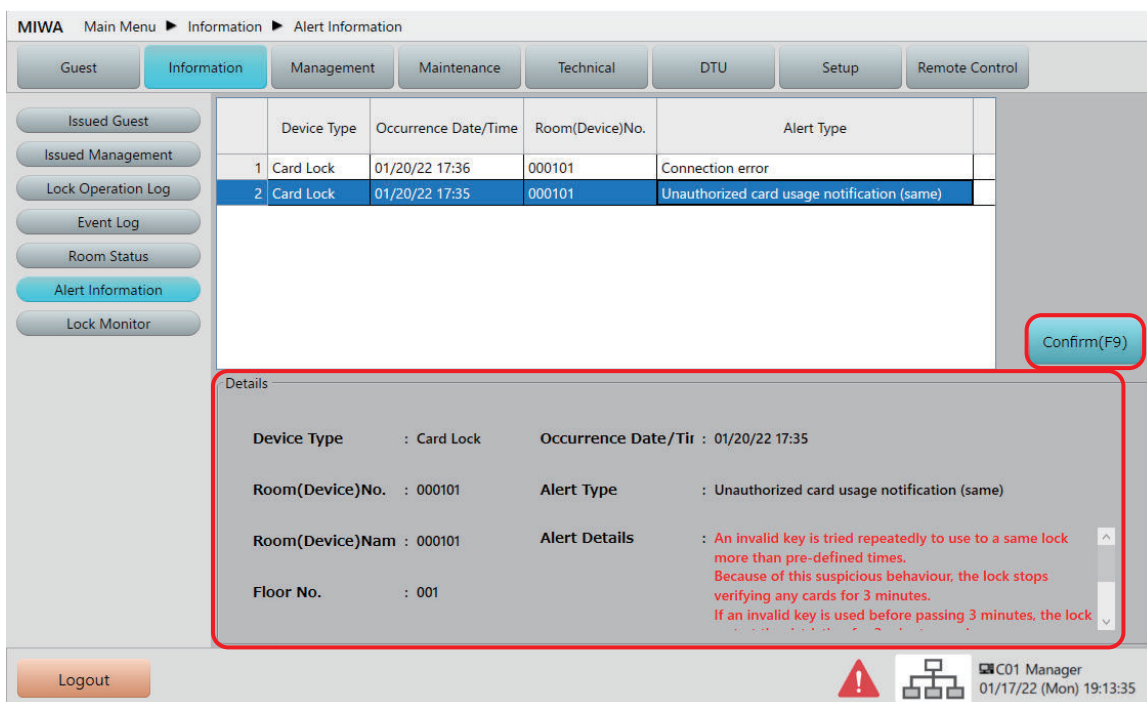 MIWA Main Menu ▶ Information ▶ Alert Information
Guest Information Management Maintenance Technical DTU Setup Remote Control
Issued Guest
Issued Management
Lock Operation Log
Event Log
Room Status
Alert Information
Lock Monitor
Device Type Occurrence Date/Time Room(Device)No. Alert Type
1 Card Lock 01/20/22 17:36 000101 Connection error
2 Card Lock 01/20/22 17:35 000101 Unauthorized card usage notification (same)
Confirm(F9)
Details
Device Type : Card Lock Occurrence Date/Tir : 01/20/22 17:35
Room(Device)No. : 000101 Alert Type : Unauthorized card usage notification (same)
Room(Device)Nam : 000101 Alert Details : An invalid key is tried repeatedly to use to a same lock
more than pre-defined times.
Because of this suspicious behaviour, the lock stops
Floor No. : 001 verifying any cards for 3 minutes.
If an invalid key is used before passing 3 minutes, the lock
Logout
C01 Manager
01/17/22 (Mon) 19:13:35